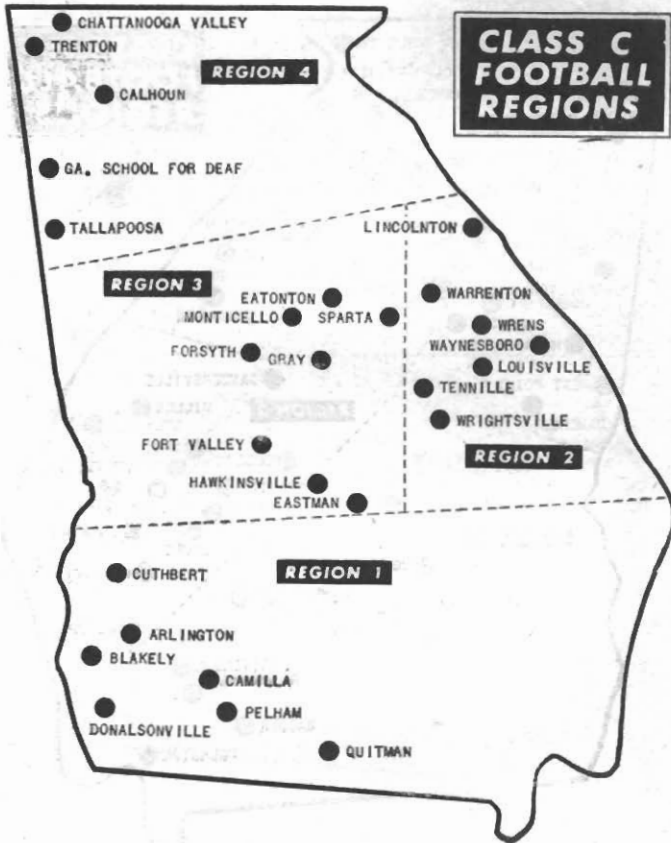 CLASS C
FOOTBALL
REGIONS
CHATTANOOGA VALLEY
TRENTON
REGION 4
CALHOUN
GA. SCHOOL FOR DEAF
TALLAPOOSA
LINCOLNTON
REGION 3
EATONTON
WARRENTON
MONTICELLO
SPARTA
WRENS
WAYNESBORO
FORSYTH
GRAY
LOUISVILLE
TENNILLE
WRIGHTSVILLE
FORT VALLEY
REGION 2
HAWKINSVILLE
EASTMAN
CUTHBERT
REGION 1
ARLINGTON
BLAKELY
CAMILLA
DONALSONVILLE
PELHAM
QUITMAN